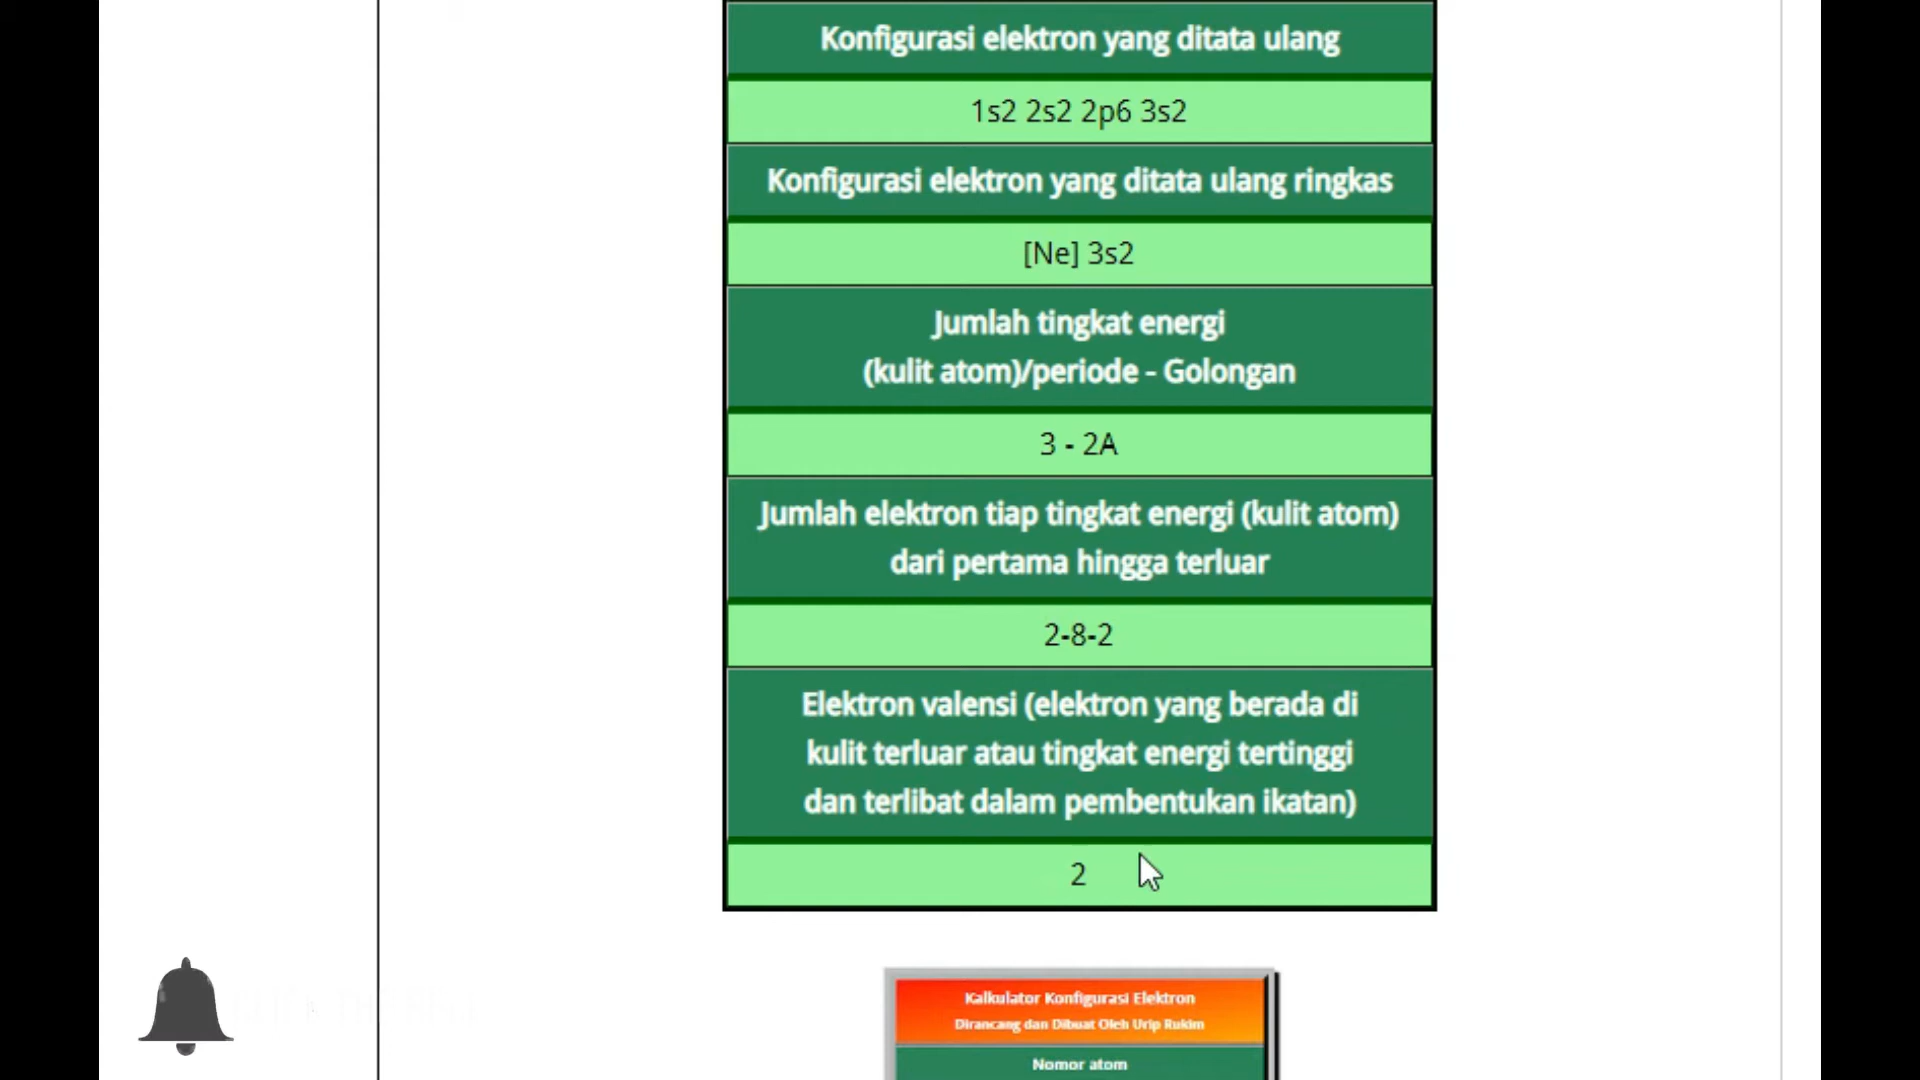 Konfigurasi elektron yang ditata ulang
1s2 2s2 2p6 3s2
Konfigurasi elektron yang ditata ulang ringkas
[Ne] 3s2
Jumlah tingkat energi
(kulit atom)/periode - Golongan
3 - 2A
Jumlah elektron tiap tingkat energi (kulit atom)
dari pertama hingga terluar
2-8-2
Elektron valensi (elektron yang berada di
kulit terluar atau tingkat energi tertinggi
dan terlibat dalam pembentukan ikatan)
2
Kalkulator Konfigurasi Elektron
Dirancang dan Dibuat Oleh Urip Rukim
Nomor atom